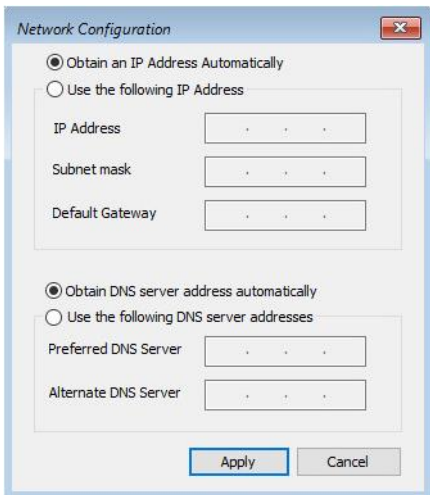 Network Configuration
Obtain an IP Address Automatically
Use the following IP Address
IP Address . . .
Subnet mask . . .
Default Gateway . . .
Obtain DNS server address automatically
Use the following DNS server addresses
Preferred DNS Server . . .
Alternate DNS Server . . .
Apply Cancel